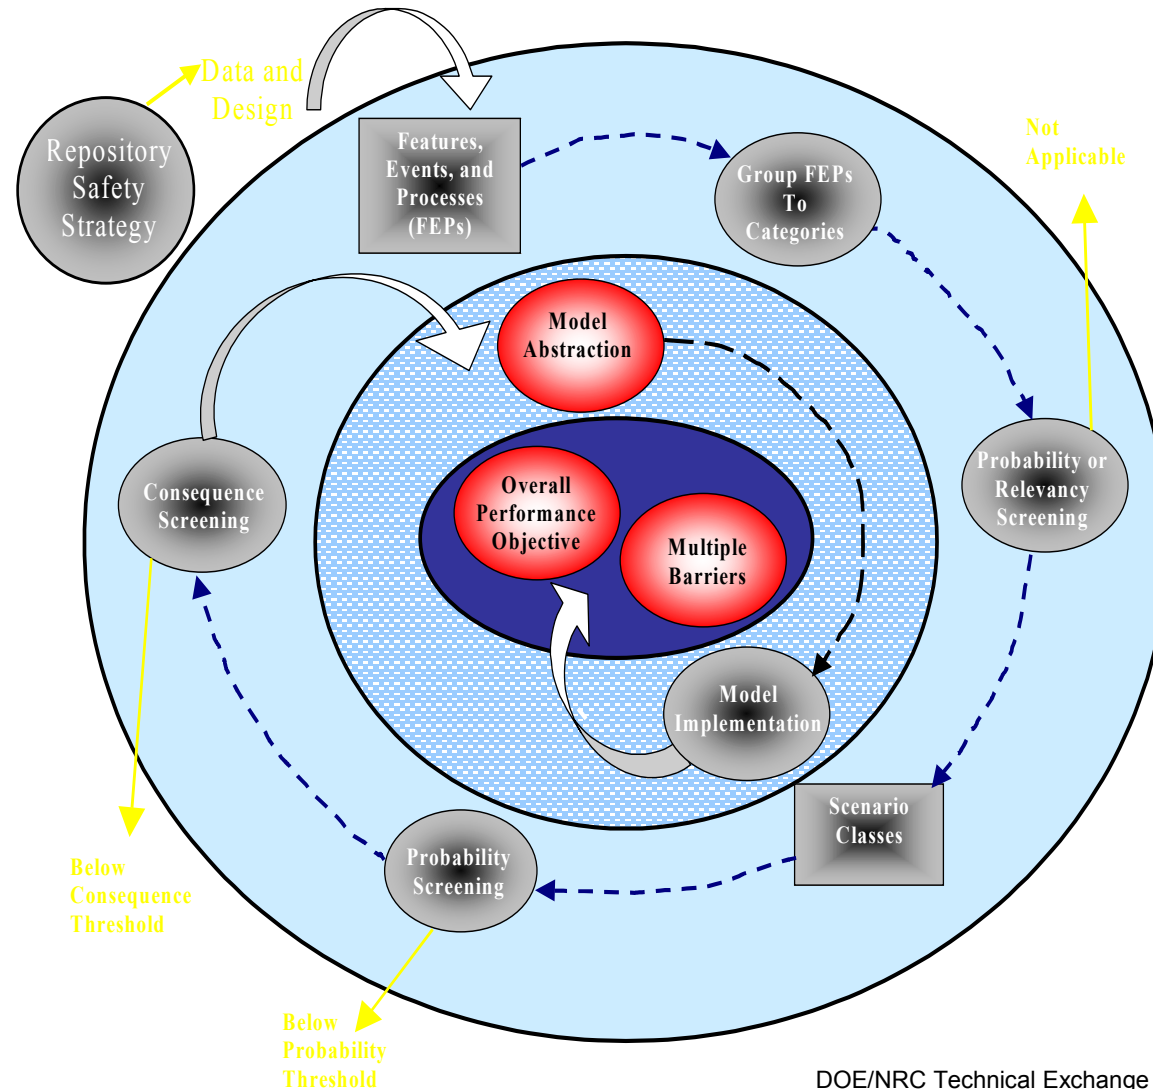 Data and
Design
Repository
Safety
Strategy
Features,
Events, and
Processes
(FEPs)
Group FEPs
To
Categories
Not
Applicable
Model
Abstraction
Consequence
Screening
Overall
Performance
Objective
Multiple
Barriers
Probability or
Relevancy
Screening
Model
Implementation
Scenario
Classes
Probability
Screening
Below
Consequence
Threshold
Below
Probability
Threshold
DOE/NRC Technical Exchange